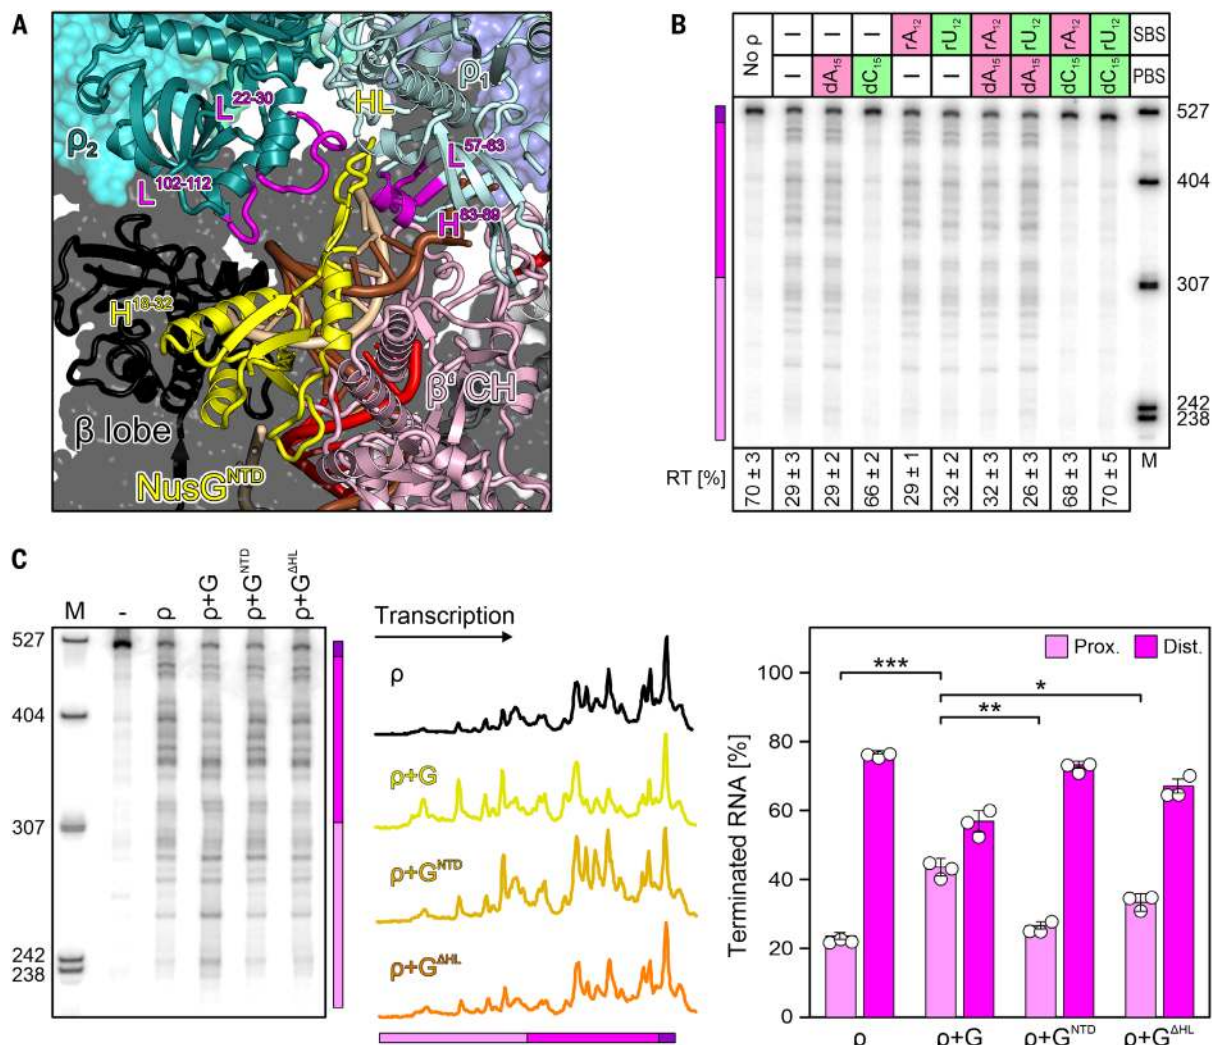 A
ρ₁
HL
L²²⁻³⁰
ρ₂
L⁵⁷⁻⁶³
L¹⁰²⁻¹¹²
H⁸³⁻⁸⁹
H¹⁸⁻³²
β' CH
β lobe
NusGᴺᵀᴰ
B
No ρ – – – rA₁₂ rU₁₂ rA₁₂ rU₁₂ rA₁₂ rU₁₂ SBS
– dA₁₅ dC₁₅ – – dA₁₅ dA₁₅ dC₁₅ dC₁₅ PBS
527
404
307
242
238
RT [%] 70 ± 3 29 ± 3 29 ± 2 66 ± 2 29 ± 1 32 ± 2 32 ± 3 26 ± 3 68 ± 3 70 ± 5 M
C
M - ρ ρ+G ρ+Gᴺᵀᴰ ρ+G^ΔHL
527
404
307
242
238
Transcription
ρ
ρ+G
ρ+Gᴺᵀᴰ
ρ+G^ΔHL
Prox. Dist.
Terminated RNA [%]
100
80
60
40
20
0
***
*
**
ρ ρ+G ρ+Gᴺᵀᴰ ρ+G^ΔHL